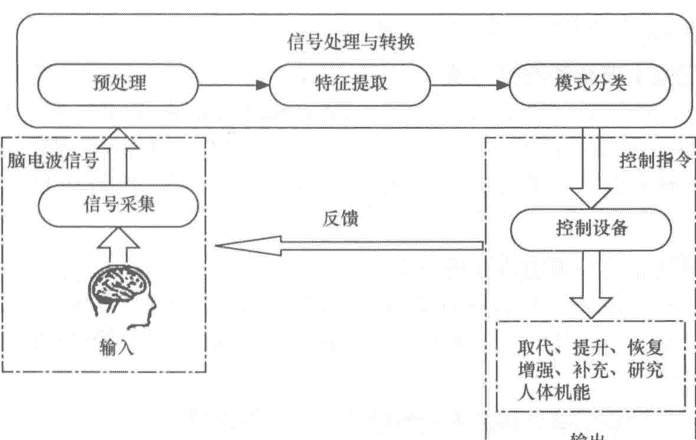 信号处理与转换
预处理
特征提取
模式分类
脑电波信号
控制指令
信号采集
反馈
控制设备
输入
取代、提升、恢复
增强、补充、研究
人体机能
输出